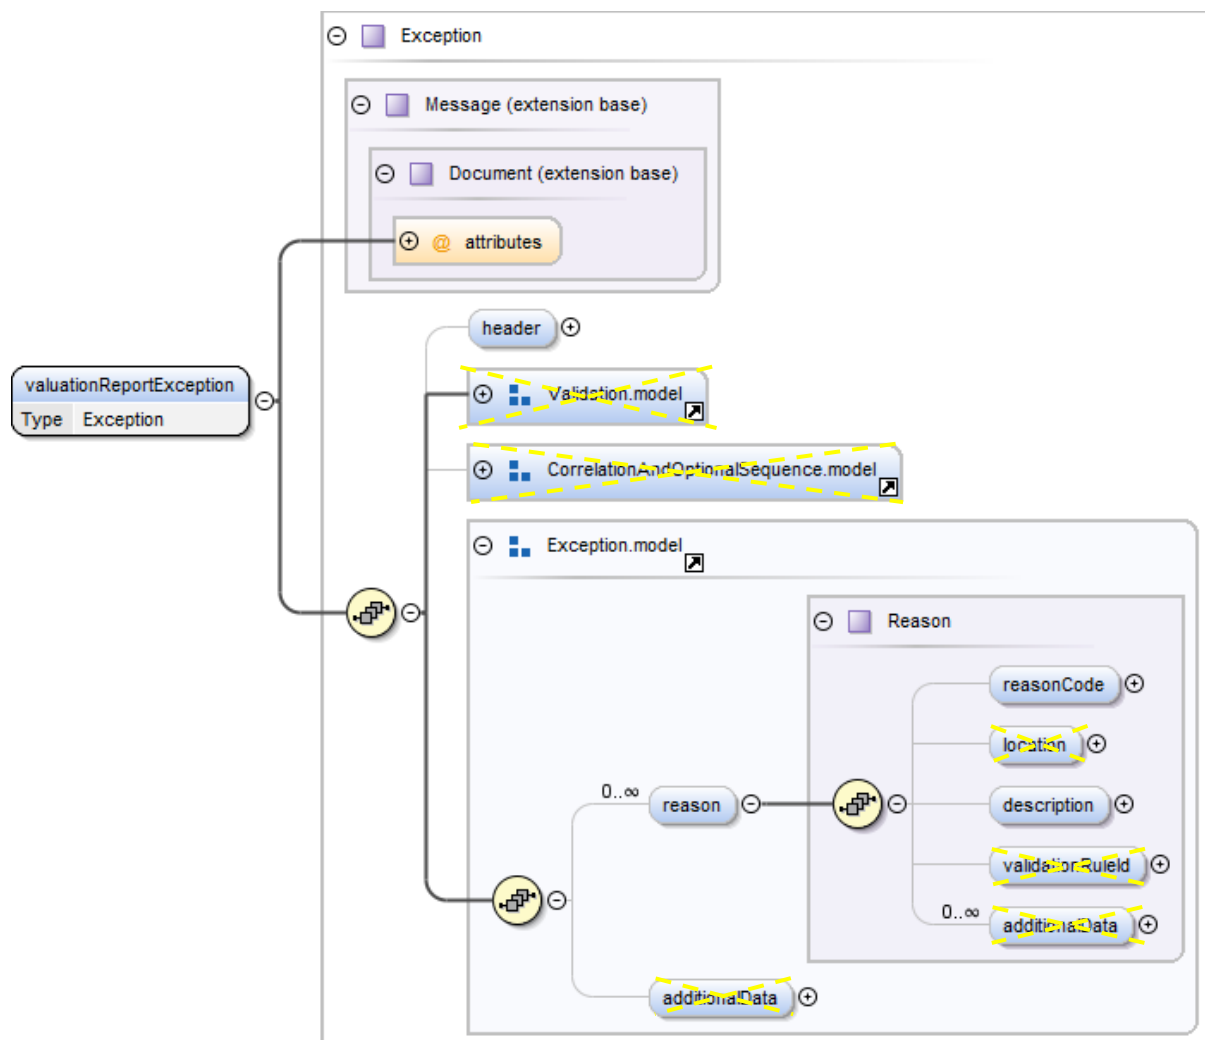 Exception
Message (extension base)
Document (extension base)
@ attributes
header
valuationReportException
Type Exception
Validation.model
CorrelationAndOptionalSequence.model
Exception.model
Reason
reasonCode
location
0..∞
reason
description
validationRuleId
0..∞
additionalData
additionalData